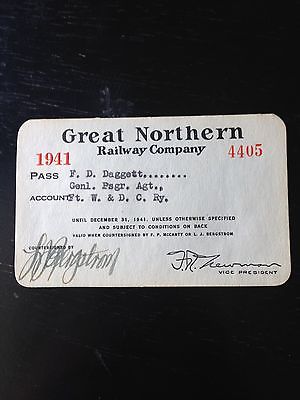 Great Northern
Railway Company
1941 4405
PASS F. D. Daggett........
Genl. Psgr. Agt.,
ACCOUNT Ft. W. & D. C. Ry.
UNTIL DECEMBER 31, 1941, UNLESS OTHERWISE SPECIFIED
AND SUBJECT TO CONDITIONS ON BACK
VALID WHEN COUNTERSIGNED BY F. P. MCCARTY OR L. J. BERGSTROM
COUNTERSIGNED BY
LJBergstrom
VICE PRESIDENT